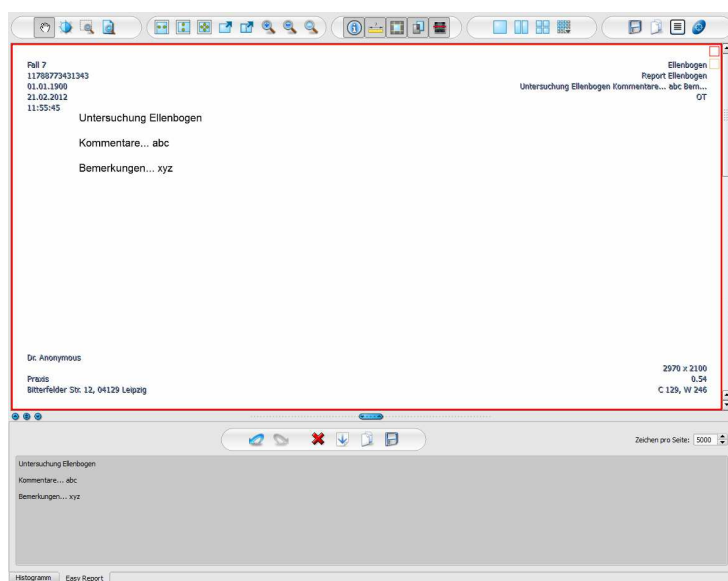 Fall 7
11788773431343
01.01.1900
21.02.2012
11:55:45
Ellenbogen
Report Ellenbogen
Untersuchung Ellenbogen Kommentare... abc Bem...
OT
Untersuchung Ellenbogen
Kommentare... abc
Bemerkungen... xyz
Dr. Anonymous
Praxis
Bitterfelder Str. 12, 04129 Leipzig
2970 x 2100
0.54
C 129, W 246
Zeichen pro Seite: 5000
Untersuchung Ellenbogen
Kommentare... abc
Bemerkungen... xyz
Histogramm Easy Report